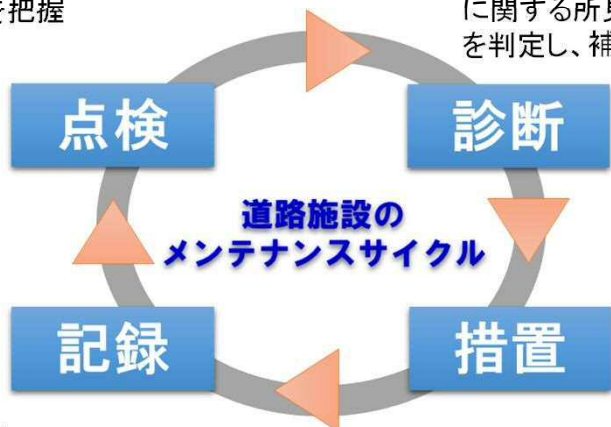 を把握
に関する所見
を判定し、補
点検
診断
道路施設の
メンテナンスサイクル
記録
措置